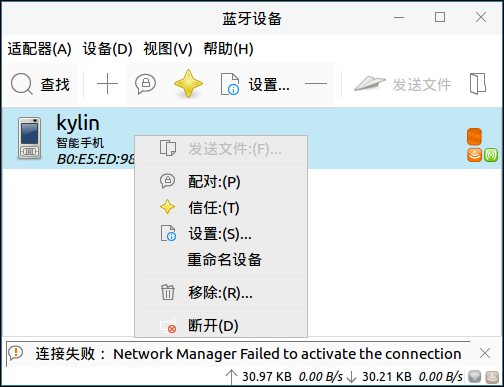 蓝牙设备
适配器(A) 设备(D) 视图(V) 帮助(H)
查找 设置... 发送文件
kylin
智能手机
B0:E5:ED:98
发送文件:(F)...
配对:(P)
信任:(T)
设置:(S)...
重命名设备
移除:(R)...
断开(D)
连接失败： Network Manager Failed to activate the connection
30.97 KB 0.00 B/s 30.21 KB 0.00 B/s